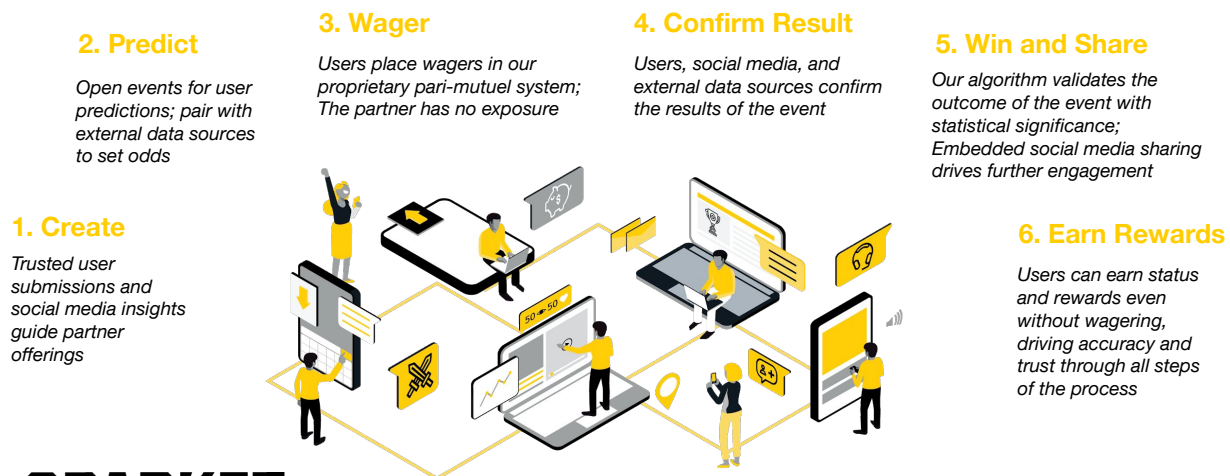 1. Create
Trusted user
submissions and
social media insights
guide partner
offerings
2. Predict
Open events for user
predictions; pair with
external data sources
to set odds
3. Wager
Users place wagers in our
proprietary pari-mutuel system;
The partner has no exposure
4. Confirm Result
Users, social media, and
external data sources confirm
the results of the event
5. Win and Share
Our algorithm validates the
outcome of the event with
statistical significance;
Embedded social media sharing
drives further engagement
6. Earn Rewards
Users can earn status
and rewards even
without wagering,
driving accuracy and
trust through all steps
of the process
$
50 50